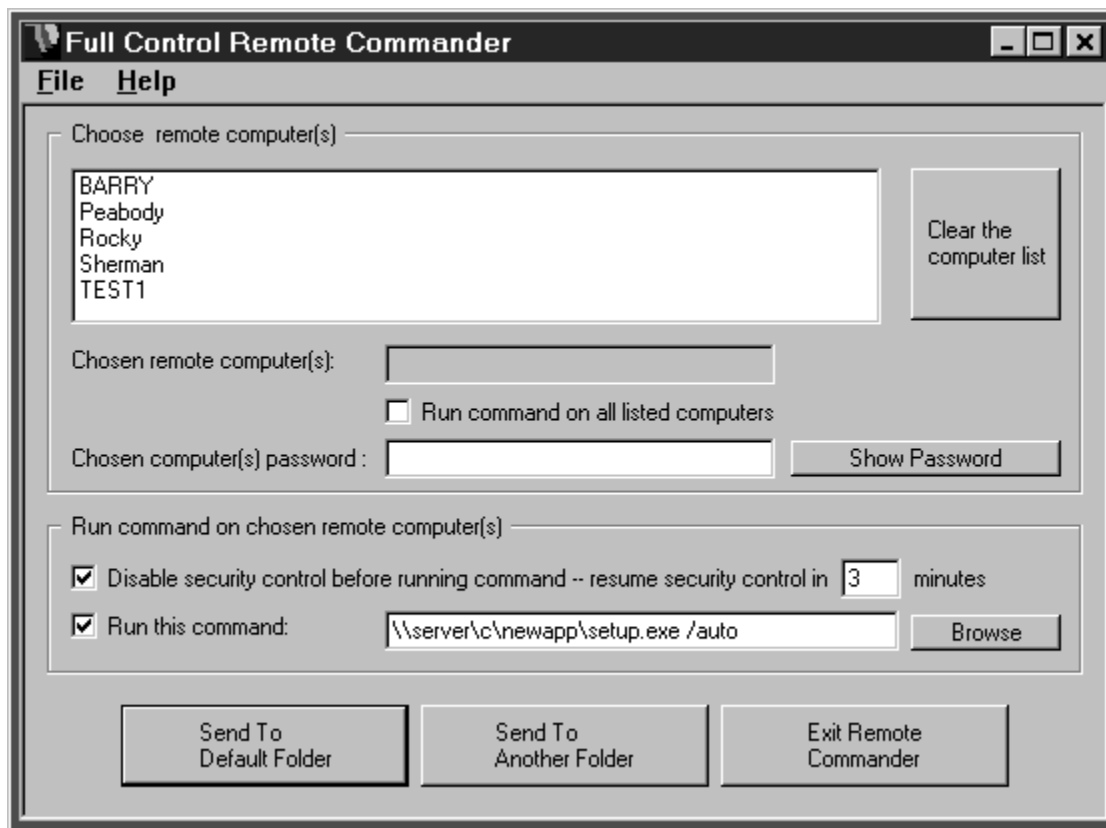 Full Control Remote Commander
File Help
Choose remote computer(s)
BARRY
Peabody
Rocky
Sherman
TEST1
Clear the
computer list
Chosen remote computer(s):
Run command on all listed computers
Chosen computer(s) password :
Show Password
Run command on chosen remote computer(s)
Disable security control before running command -- resume security control in 3 minutes
Run this command: \\server\c\newapp\setup.exe /auto Browse
Send To
Default Folder
Send To
Another Folder
Exit Remote
Commander